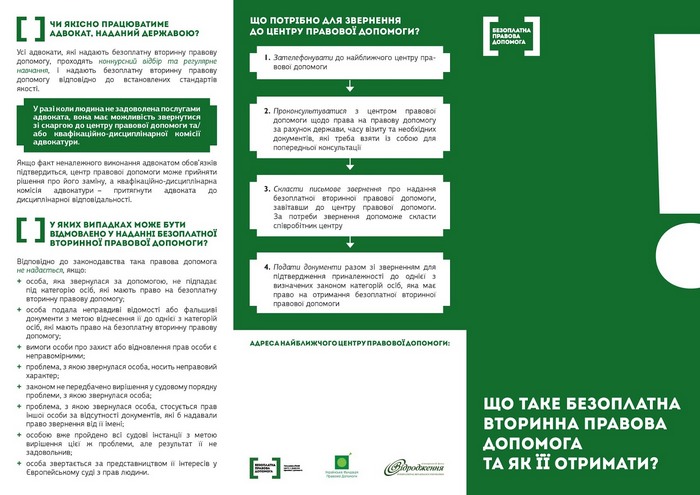 ЧИ ЯКІСНО ПРАЦЮВАТИМЕ
АДВОКАТ, НАДАНИЙ ДЕРЖАВОЮ?
Усі адвокати, які надають безоплатну вторинну правову
допомогу, проходять конкурсний відбір та регулярне
навчання, і надають безоплатну вторинну правову
допомогу відповідно до встановлених стандартів
якості.
У разі коли людина не задоволена послугами
адвоката, вона має можливість звернутися
зі скаргою до центру правової допомоги та/
або квафікаційно-дисциплінарної комісії
адвокатури.
Якщо факт неналежного виконання адвокатом обов'язків
підтвердиться, центр правової допомоги може прийняти
рішення про його заміну, а квафікаційно-дисциплінарна
комісія адвокатури – притягнути адвоката до
дисциплінарної відповідальності.
У ЯКИХ ВИПАДКАХ МОЖЕ БУТИ
ВІДМОВЛЕНО У НАДАННІ БЕЗОПЛАТНОЇ
ВТОРИННОЇ ПРАВОВОЇ ДОПОМОГИ?
Відповідно до законодавства така правова допомога
не надається, якщо:
+ особа, яка звернулася за допомогою, не підпадає
під категорію осіб, які мають право на безоплатну
вторинну правову допомогу;
+ особа подала неправдиві відомості або фальшиві
документи з метою віднесення її до однієї з категорій
осіб, які мають право на безоплатну вторинну правову
допомогу;
+ вимоги особи про захист або відновлення прав особи є
неправомірними;
+ проблема, з якою звернулася особа, носить неправовий
характер;
+ законом не передбачено вирішення у судовому порядку
проблеми, з якою звернулася особа;
+ проблема, з якою звернулася особа, стосується прав
іншої особи за відсутності документів, які б надавали
право звернення від її імені;
+ особою вже пройдено всі судові інстанції з метою
вирішення цієї ж проблеми, але результат її не
задовольнив;
+ особа звертається за представництвом її інтересів у
Європейському суді з прав людини.
ЩО ПОТРІБНО ДЛЯ ЗВЕРНЕННЯ
ДО ЦЕНТРУ ПРАВОВОЇ ДОПОМОГИ?
1. Зателефонувати до найближчого центру пра-
вової допомоги
2. Проконсультуватися з центром правової
допомоги щодо права на правову допомогу
за рахунок держави, часу візиту та необхідних
документів, які треба взяти із собою для
попередньої консультації
3. Скласти письмове звернення про надання
безоплатної вторинної правової допомоги,
завітавши до центру правової допомоги.
За потреби звернення допоможе скласти
співробітник центру
4. Подати документи разом зі зверненням для
підтвердження приналежності до однієї з
визначених законом категорій осіб, яка має
право на отримання безоплатної вторинної
правової допомоги
АДРЕСА НАЙБЛИЖЧОГО ЦЕНТРУ ПРАВОВОЇ ДОПОМОГИ:
БЕЗОПЛАТНА
ПРАВОВА
ДОПОМОГА
Українська Фундація
Правової Допомоги
Відродження
БЕЗОПЛАТНА
ПРАВОВА
ДОПОМОГА
!
ЩО ТАКЕ БЕЗОПЛАТНА
ВТОРИННА ПРАВОВА
ДОПОМОГА
ТА ЯК ЇЇ ОТРИМАТИ?